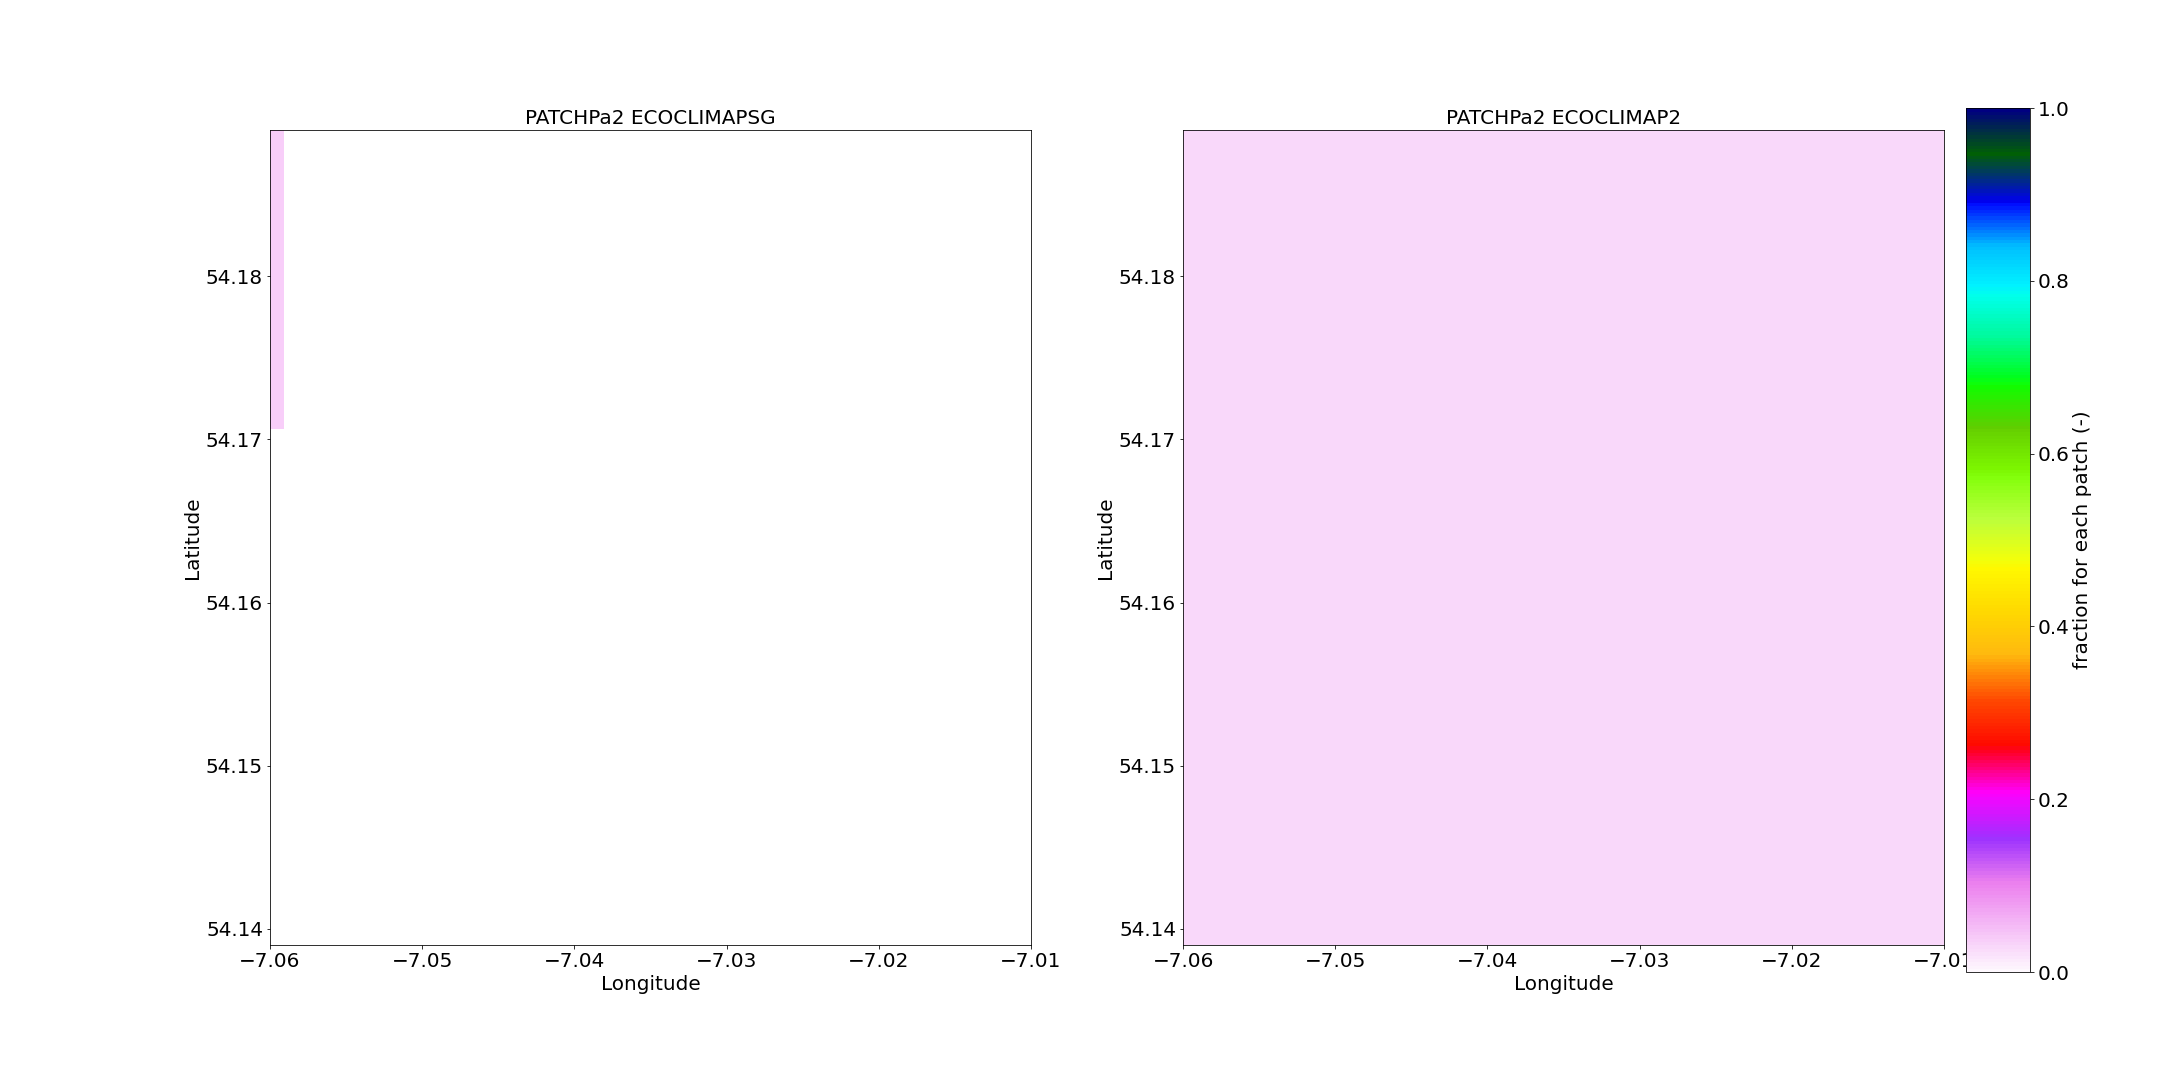 PATCHPa2 ECOCLIMAPSG
54.18
54.17
54.16
54.15
54.14
Latitude
−7.06 −7.05 −7.04 −7.03 −7.02 −7.01
Longitude
PATCHPa2 ECOCLIMAP2
54.18
54.17
54.16
54.15
54.14
Latitude
−7.06 −7.05 −7.04 −7.03 −7.02 −7.01
Longitude
1.0
0.8
0.6
0.4
0.2
0.0
fraction for each patch (-)